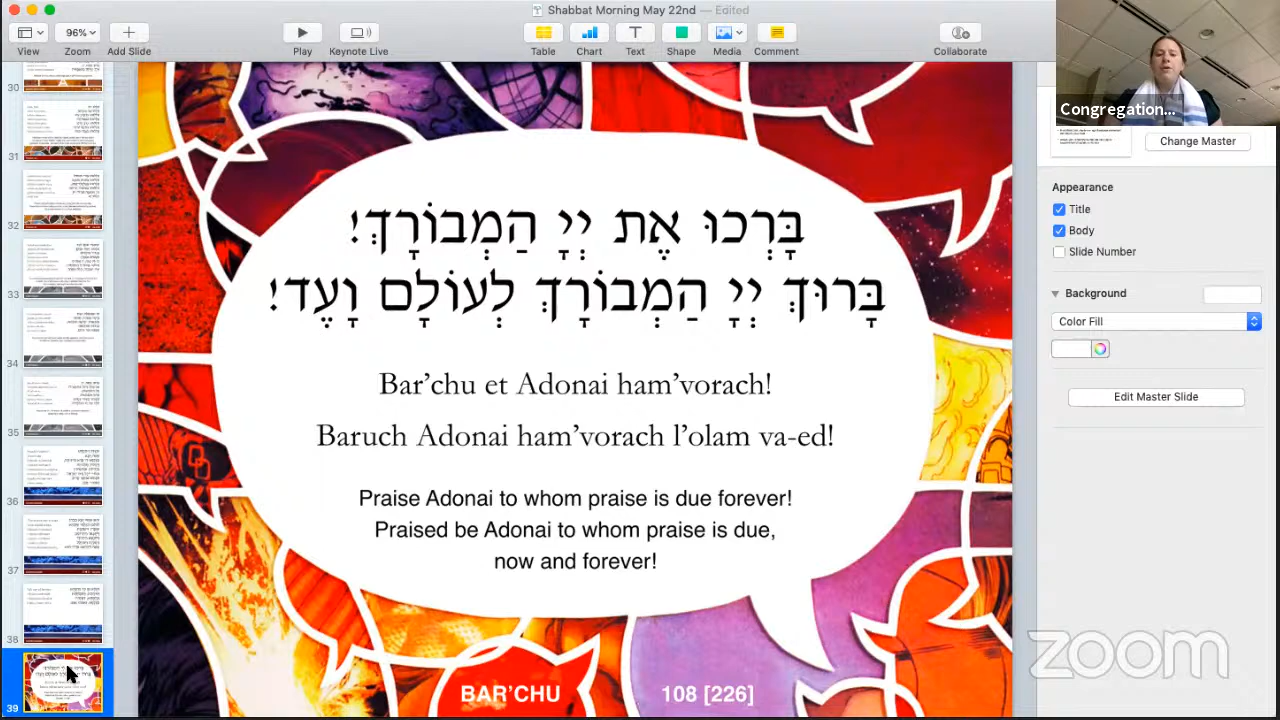 Shabbat Morning May 22nd — Edited
View
96%
Zoom
Add Slide
Play
Keynote Live
Table
Chart
Text
Shape
Media
Comment
Collaborate
Congregation...
30
31
32
33
34
35
36
37
38
39
בָּרְכוּ אֶת יְיָ הַמְבוֹרָךְ!
בָּרוּךְ יְיָ הַמְבוֹרָךְ לְעוֹלָם וָעֶד!
Bar’chu et Adonai ham’vorach!
Baruch Adonai ham’vorach l’olam va-ed!
Praise Adonai to whom praise is due forever!
Praised be Adonai to whom praise is due,
now and forever!
BAR’CHU 108 [226]
Change Master
Appearance
Title
Body
Slide Number
Background
Color Fill
Edit Master Slide
zoom